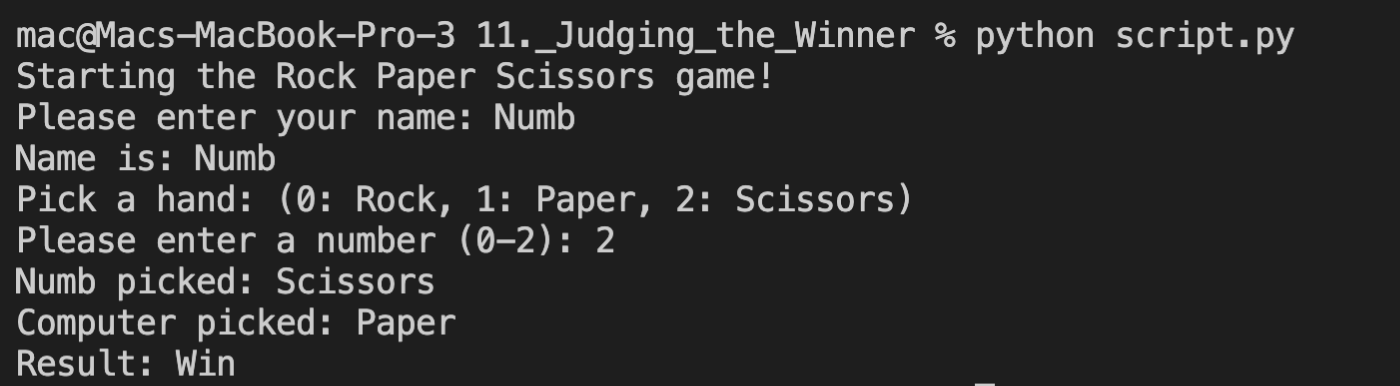 mac@Macs-MacBook-Pro-3 11._Judging_the_Winner % python script.py
Starting the Rock Paper Scissors game!
Please enter your name: Numb
Name is: Numb
Pick a hand: (0: Rock, 1: Paper, 2: Scissors)
Please enter a number (0-2): 2
Numb picked: Scissors
Computer picked: Paper
Result: Win